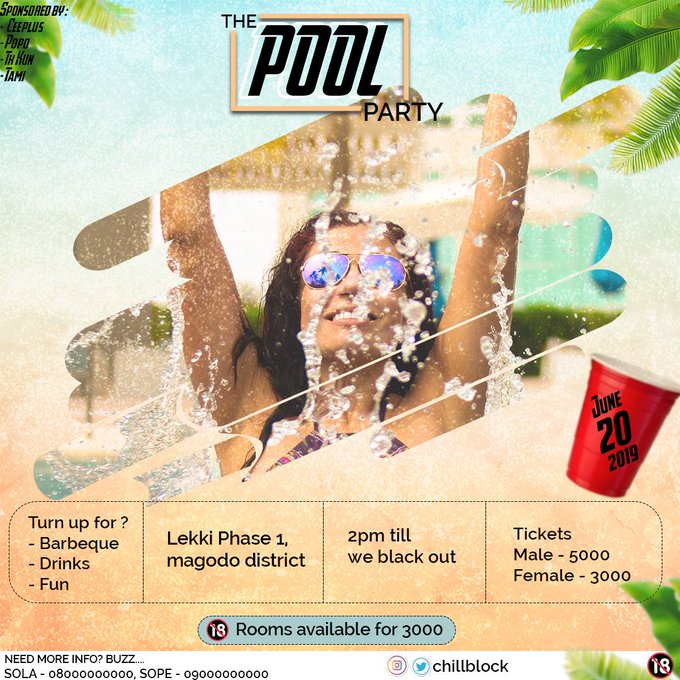 Sponsored by :
- Ceeplus
- Popo
- Th Kun
- Tami
THE
POOL
PARTY
June
20
2019
Turn up for ?
- Barbeque
- Drinks
- Fun
Lekki Phase 1,
magodo district
2pm till
we black out
Tickets
Male - 5000
Female - 3000
18 Rooms available for 3000
NEED MORE INFO? BUZZ....
SOLA - 08000000000, SOPE - 09000000000
chillblock
18